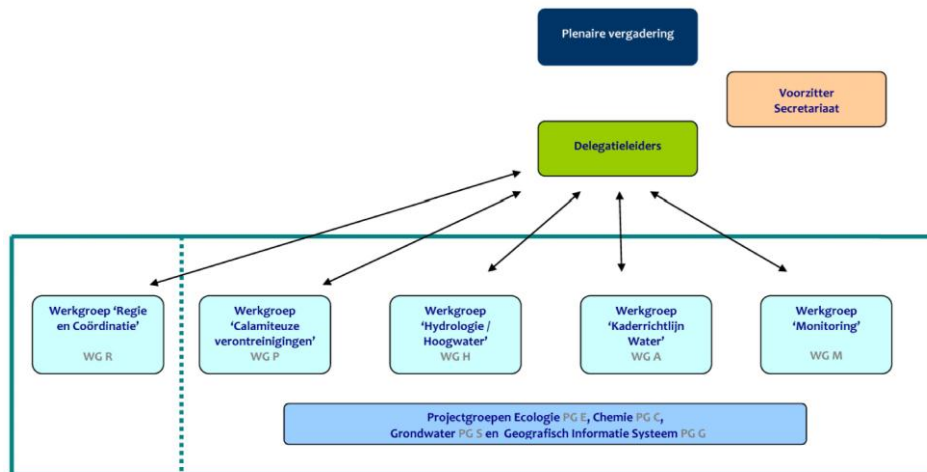 Plenaire vergadering
Voorzitter
Secretariaat
Delegatieleiders
Werkgroep ‘Regie
en Coördinatie’
WG R
Werkgroep
‘Calamiteuze
verontreinigingen’
WG P
Werkgroep
‘Hydrologie /
Hoogwater’
WG H
Werkgroep
‘Kaderrichtlijn
Water’
WG A
Werkgroep
‘Monitoring’
WG M
Projectgroepen Ecologie PG E, Chemie PG C,
Grondwater PG S en Geografisch Informatie Systeem PG G